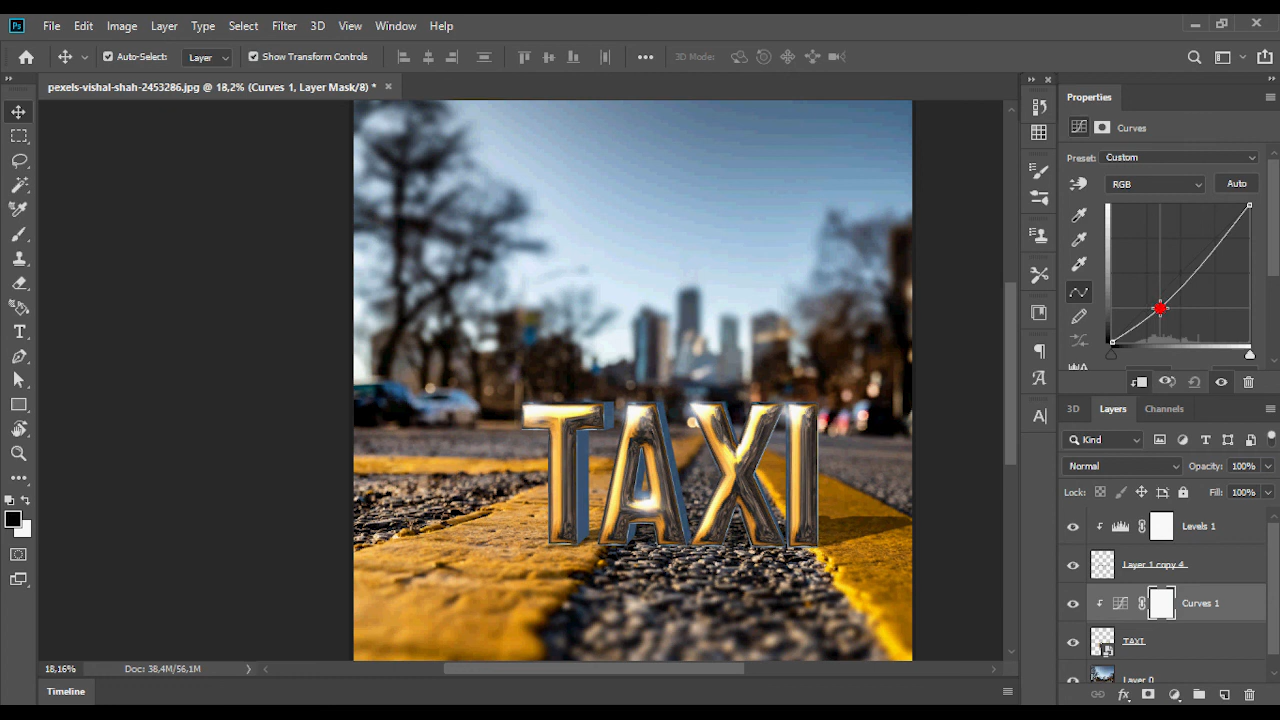 Ps File Edit Image Layer Type Select Filter 3D View Window Help
Auto-Select: Layer Show Transform Controls 3D Mode:
pexels-vishal-shah-2453286.jpg @ 18,2% (Curves 1, Layer Mask/8) *
Properties
Curves
Preset: Custom
RGB Auto
TAXI
3D Layers Channels
Kind
Normal Opacity: 100%
Lock: Fill: 100%
Levels 1
Layer 1 copy 4
Curves 1
TAXI
Layer 0
18,16% Doc: 38,4M/56,1M
Timeline
fx